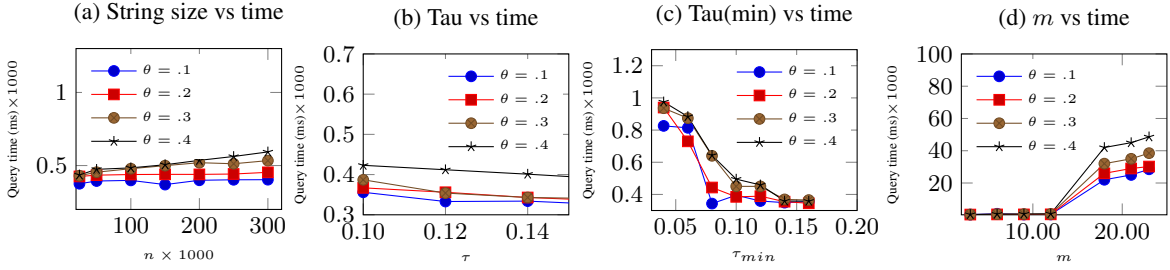 (a) String size vs time
Query time (ms)×1000
1
0.5
100
200
300
n × 1000
θ = .1
θ = .2
θ = .3
θ = .4
(b) Tau vs time
Query time (ms)×1000
0.7
0.6
0.5
0.4
0.3
0.10
0.12
0.14
τ
θ = .1
θ = .2
θ = .3
θ = .4
(c) Tau(min) vs time
Query time (ms)×1000
1.2
1
0.8
0.6
0.4
0.05
0.10
0.15
0.20
τmin
θ = .1
θ = .2
θ = .3
θ = .4
(d) m vs time
Query time (ms)×1000
100
80
60
40
20
10.00
20.00
m
θ = .1
θ = .2
θ = .3
θ = .4